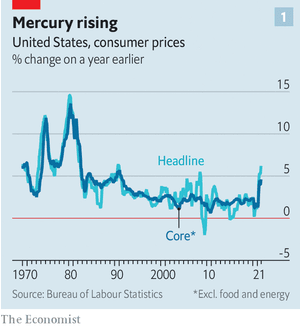 Mercury rising
1
United States, consumer prices
% change on a year earlier
15
10
Headline
5
0
Core*
-5
1970 80 90 2000 10 21
Source: Bureau of Labour Statistics *Excl. food and energy
The Economist